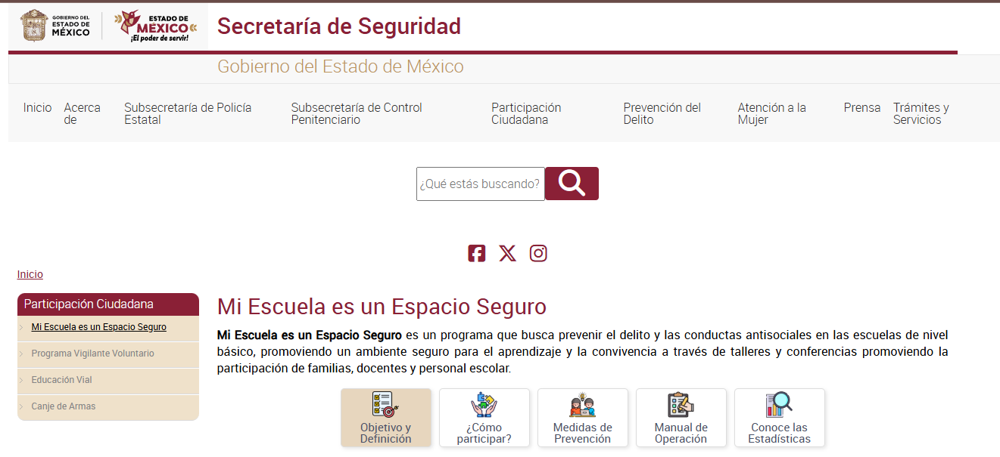 GOBIERNO DEL
ESTADO DE
MÉXICO
ESTADO DE
MÉXICO
¡El poder de servir!
Secretaría de Seguridad
Gobierno del Estado de México
Inicio
Acerca de
Subsecretaría de Policía
Estatal
Subsecretaría de Control
Penitenciario
Participación
Ciudadana
Prevención del
Delito
Atención a la
Mujer
Prensa
Trámites y
Servicios
¿Qué estás buscando?
Inicio
Participación Ciudadana
Mi Escuela es un Espacio Seguro
Programa Vigilante Voluntario
Educación Vial
Canje de Armas
Mi Escuela es un Espacio Seguro
Mi Escuela es un Espacio Seguro es un programa que busca prevenir el delito y las conductas antisociales en las escuelas de nivel
básico, promoviendo un ambiente seguro para el aprendizaje y la convivencia a través de talleres y conferencias promoviendo la
participación de familias, docentes y personal escolar.
Objetivo y
Definición
¿Cómo
participar?
Medidas de
Prevención
Manual de
Operación
Conoce las
Estadísticas